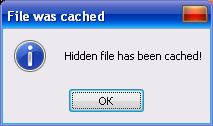 File was cached
Hidden file has been cached!
OK